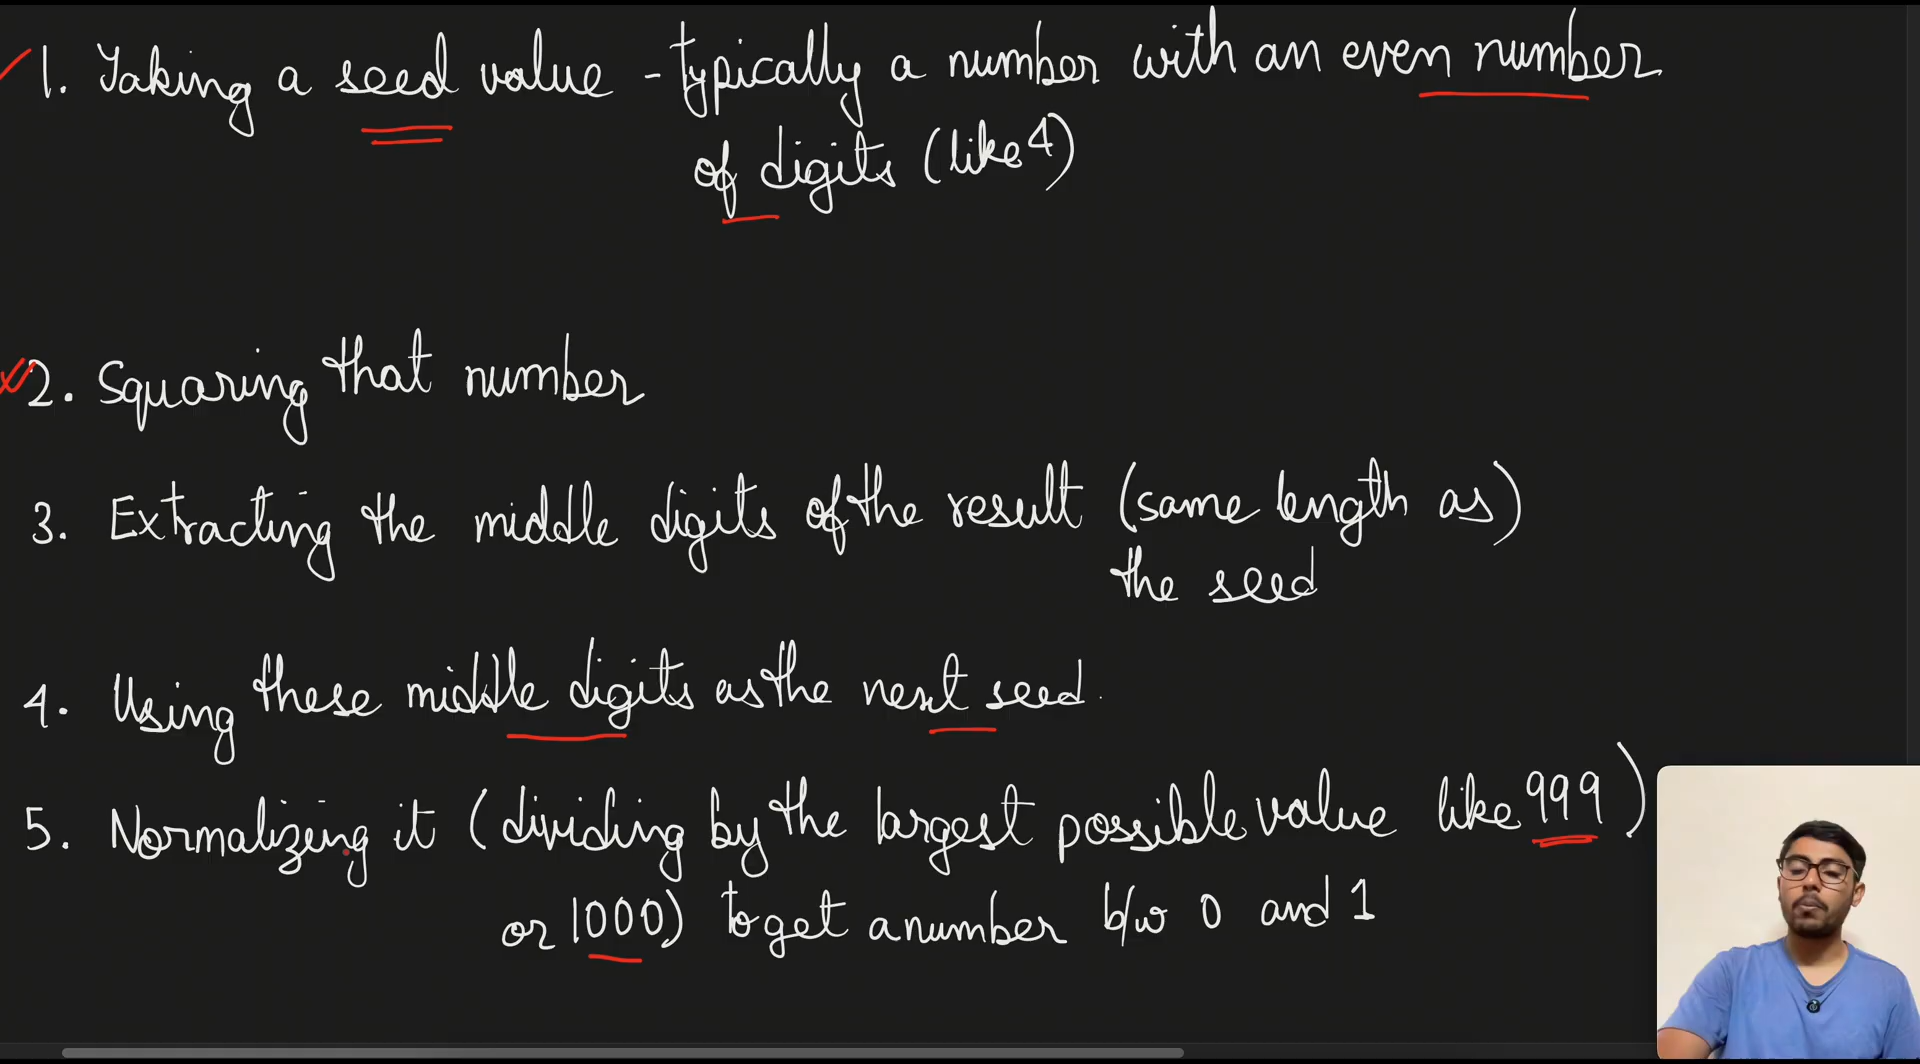 1. Taking a seed value - typically a number with an even number
of digits (like 4)
2. Squaring that number
3. Extracting the middle digits of the result (same length as)
the seed
4. Using these middle digits as the next seed.
5. Normalizing it (dividing by the largest possible value like 999)
or 1000) to get a number b/w 0 and 1